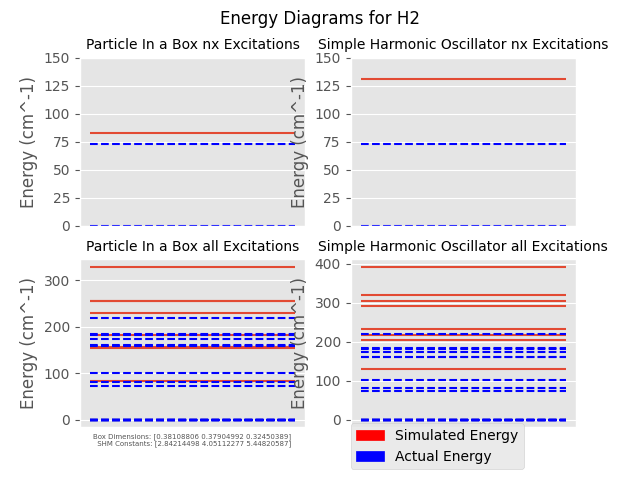 Energy Diagrams for H2
Particle In a Box nx Excitations
Simple Harmonic Oscillator nx Excitations
Energy (cm^-1)
150
125
100
75
50
25
0
Energy (cm^-1)
150
125
100
75
50
25
0
Particle In a Box all Excitations
Simple Harmonic Oscillator all Excitations
Energy (cm^-1)
300
200
100
0
Energy (cm^-1)
400
300
200
100
0
Box Dimensions: [0.38108806 0.37904992 0.32450389]
SHM Constants: [2.84214498 4.05112277 5.44820587]
Simulated Energy
Actual Energy